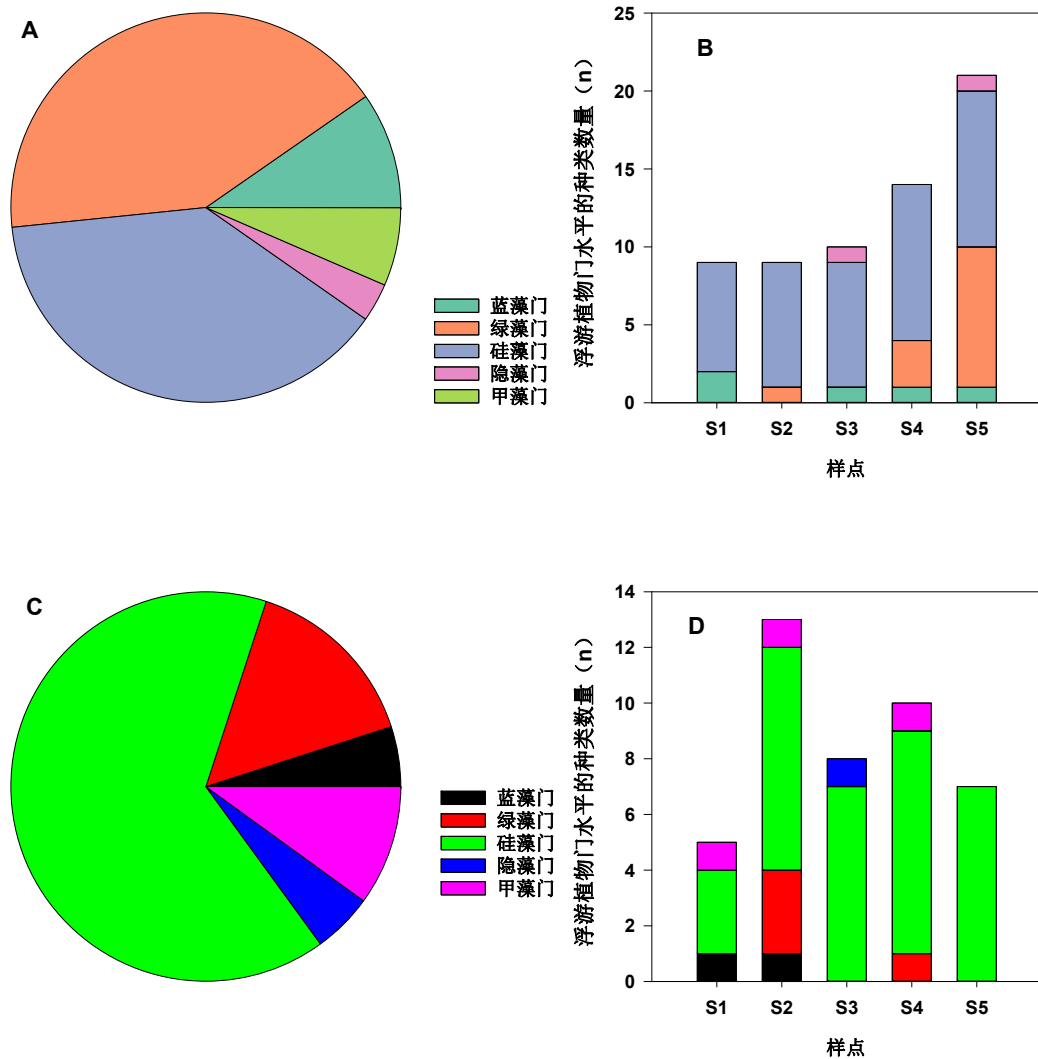 A
蓝藻门
绿藻门
硅藻门
隐藻门
甲藻门
B
浮游植物门水平的种类数量（n）
25
20
15
10
5
0
S1 S2 S3 S4 S5
样点
C
蓝藻门
绿藻门
硅藻门
隐藻门
甲藻门
D
浮游植物门水平的种类数量（n）
14
12
10
8
6
4
2
0
S1 S2 S3 S4 S5
样点